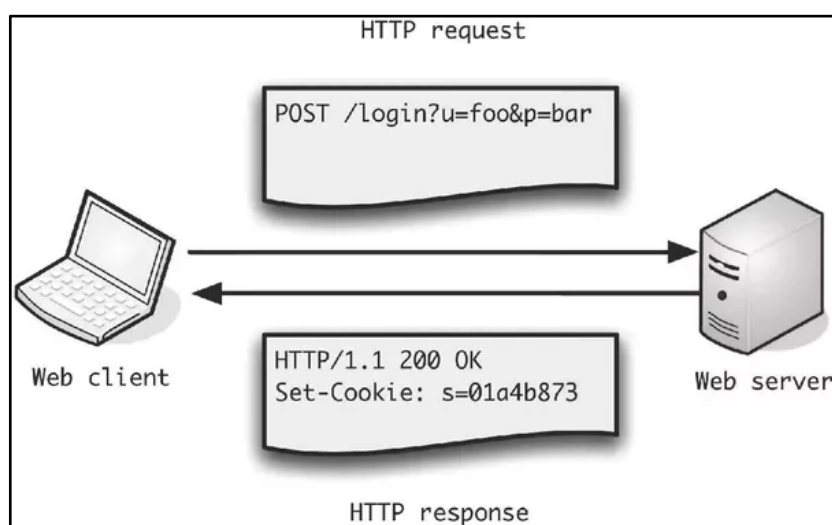 HTTP request
POST /login?u=foo&p=bar
Web client
Web server
HTTP/1.1 200 OK
Set-Cookie: s=01a4b873
HTTP response